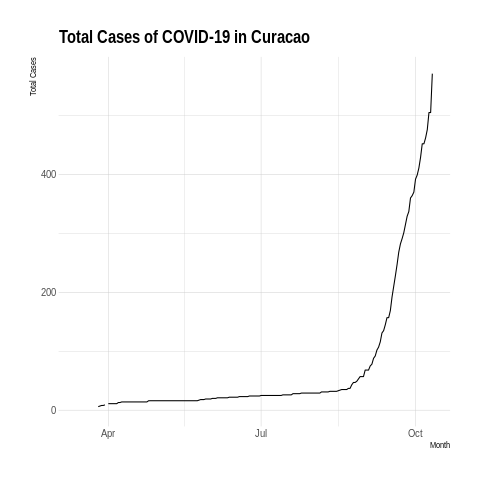 Total Cases of COVID-19 in Curacao
Total Cases
400
200
0
Apr
Jul
Oct
Month